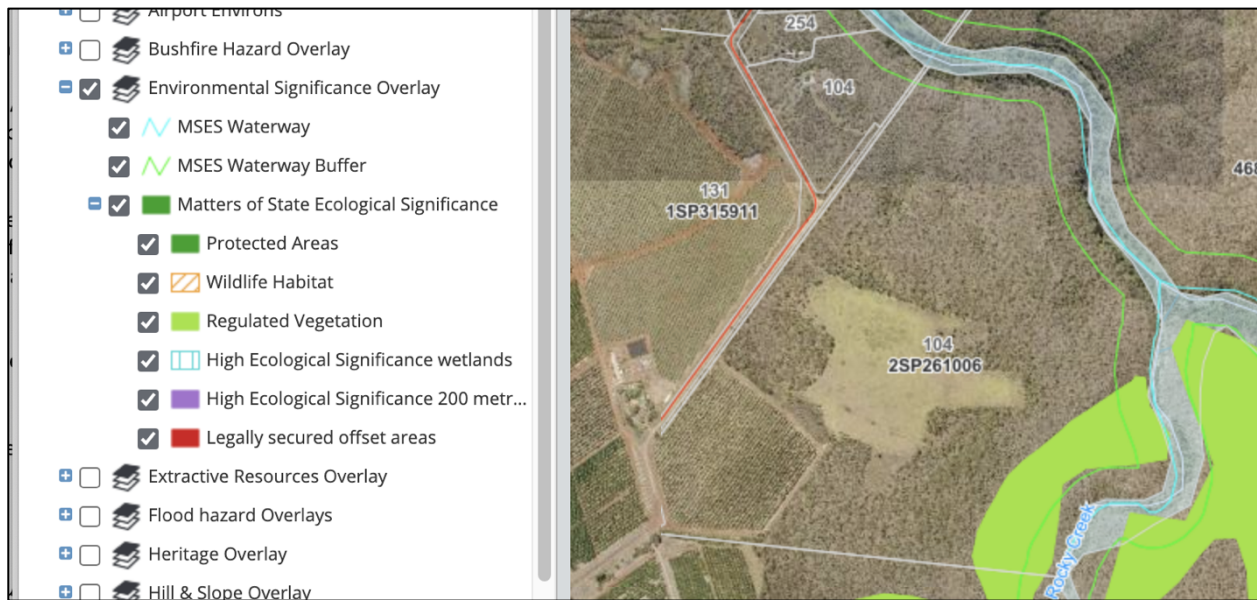 Airport Environs
Bushfire Hazard Overlay
Environmental Significance Overlay
MSES Waterway
MSES Waterway Buffer
Matters of State Ecological Significance
Protected Areas
Wildlife Habitat
Regulated Vegetation
High Ecological Significance wetlands
High Ecological Significance 200 metr...
Legally secured offset areas
Extractive Resources Overlay
Flood hazard Overlays
Heritage Overlay
Hill & Slope Overlay
254
104
468
131
1SP315911
104
2SP261006
Rocky Creek